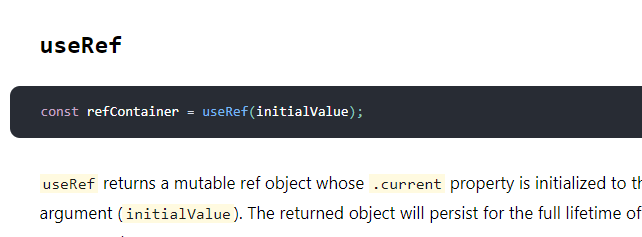 useRef
const refContainer = useRef(initialValue);
useRef returns a mutable ref object whose .current property is initialized to
argument (initialValue). The returned object will persist for the full lifetime of